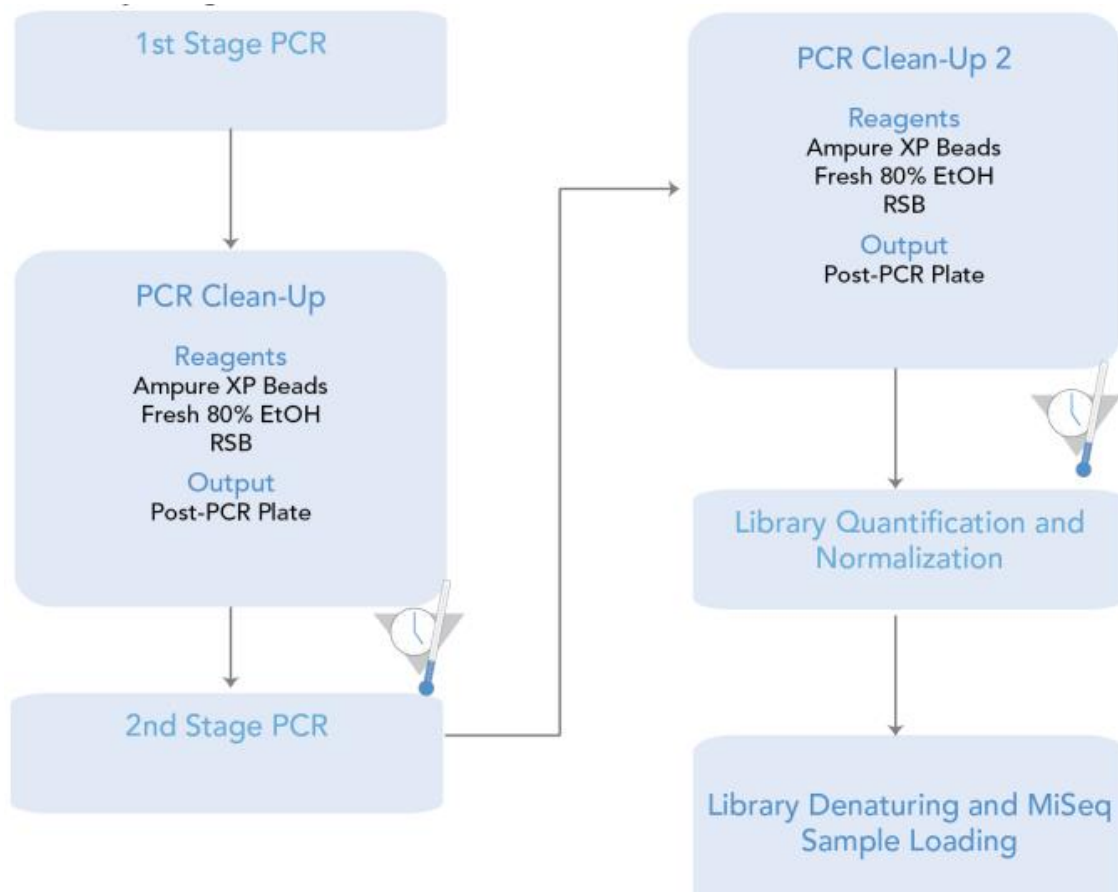 1st Stage PCR
PCR Clean-Up
Reagents
Ampure XP Beads
Fresh 80% EtOH
RSB
Output
Post-PCR Plate
2nd Stage PCR
PCR Clean-Up 2
Reagents
Ampure XP Beads
Fresh 80% EtOH
RSB
Output
Post-PCR Plate
Library Quantification and
Normalization
Library Denaturing and MiSeq
Sample Loading